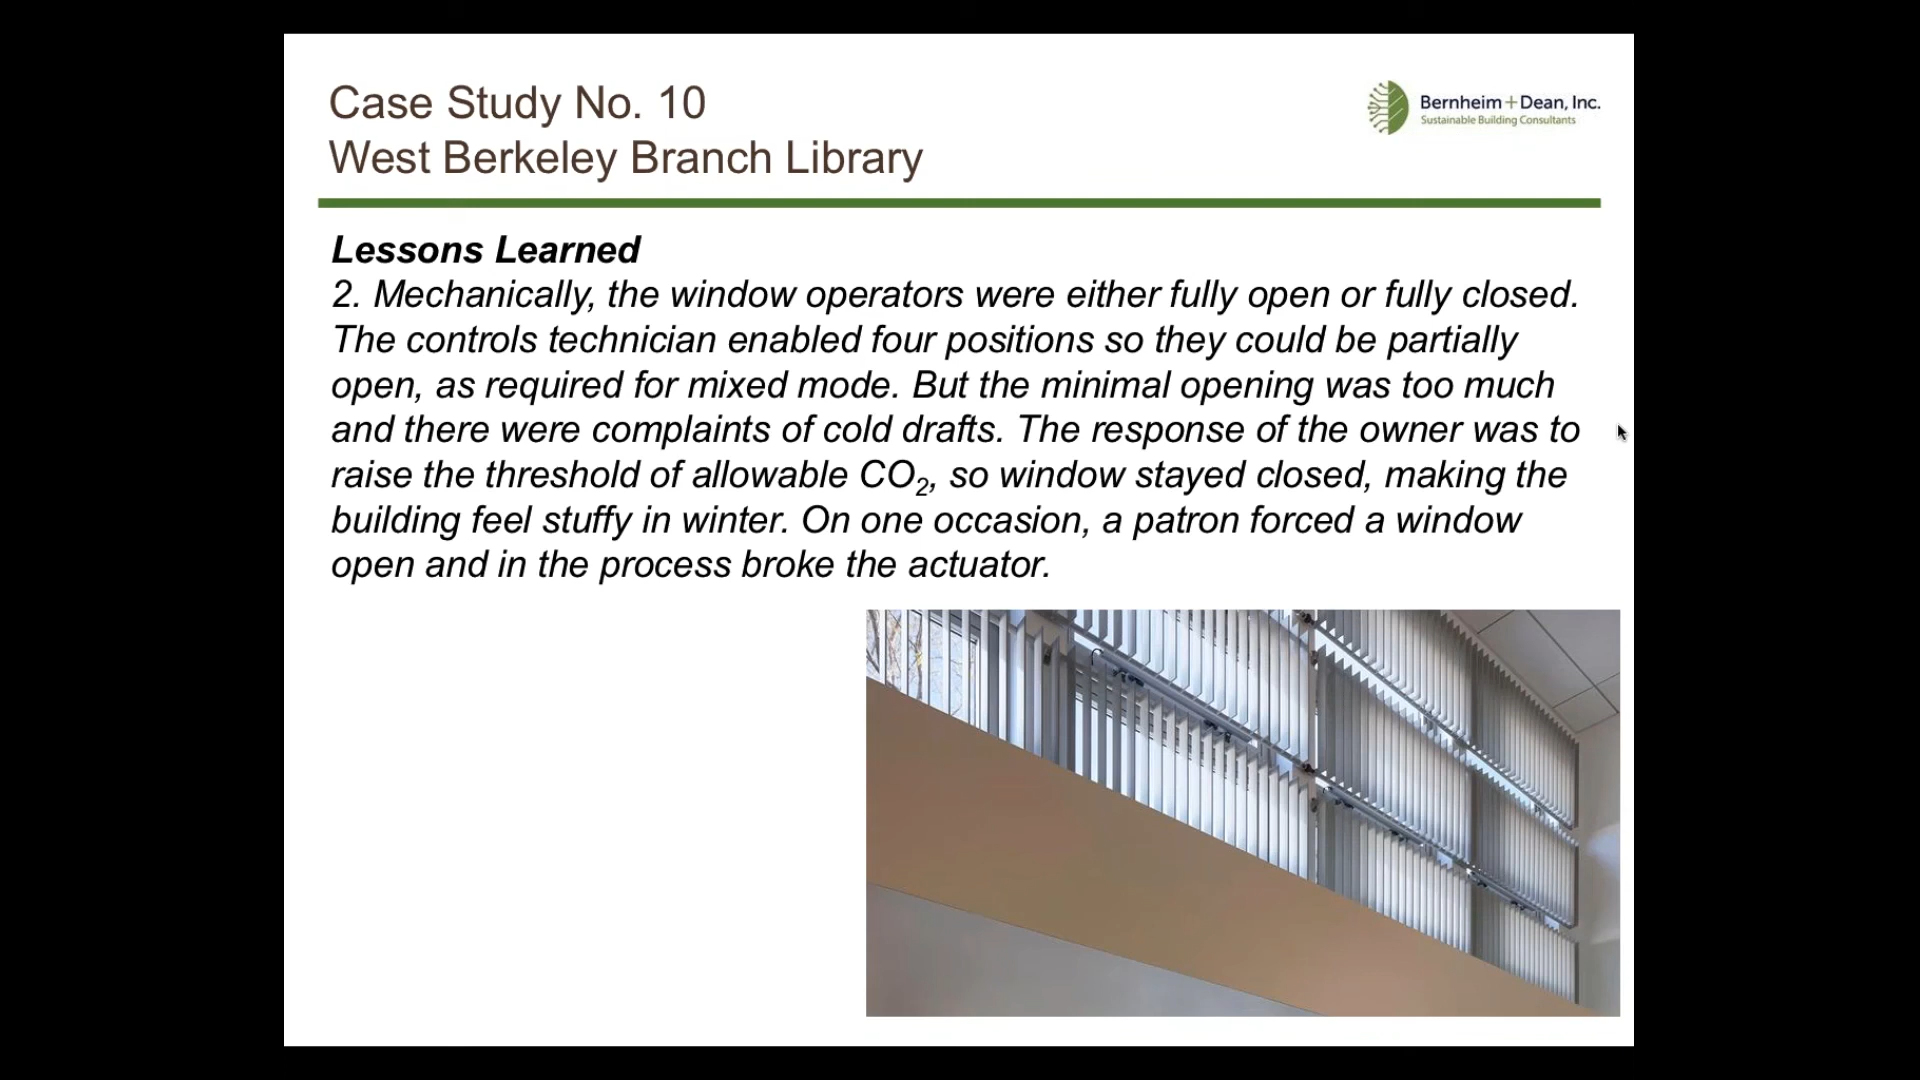 Case Study No. 10
West Berkeley Branch Library
Bernheim+Dean, Inc.
Sustainable Building Consultants
Lessons Learned
2. Mechanically, the window operators were either fully open or fully closed.
The controls technician enabled four positions so they could be partially
open, as required for mixed mode. But the minimal opening was too much
and there were complaints of cold drafts. The response of the owner was to
raise the threshold of allowable CO₂, so window stayed closed, making the
building feel stuffy in winter. On one occasion, a patron forced a window
open and in the process broke the actuator.